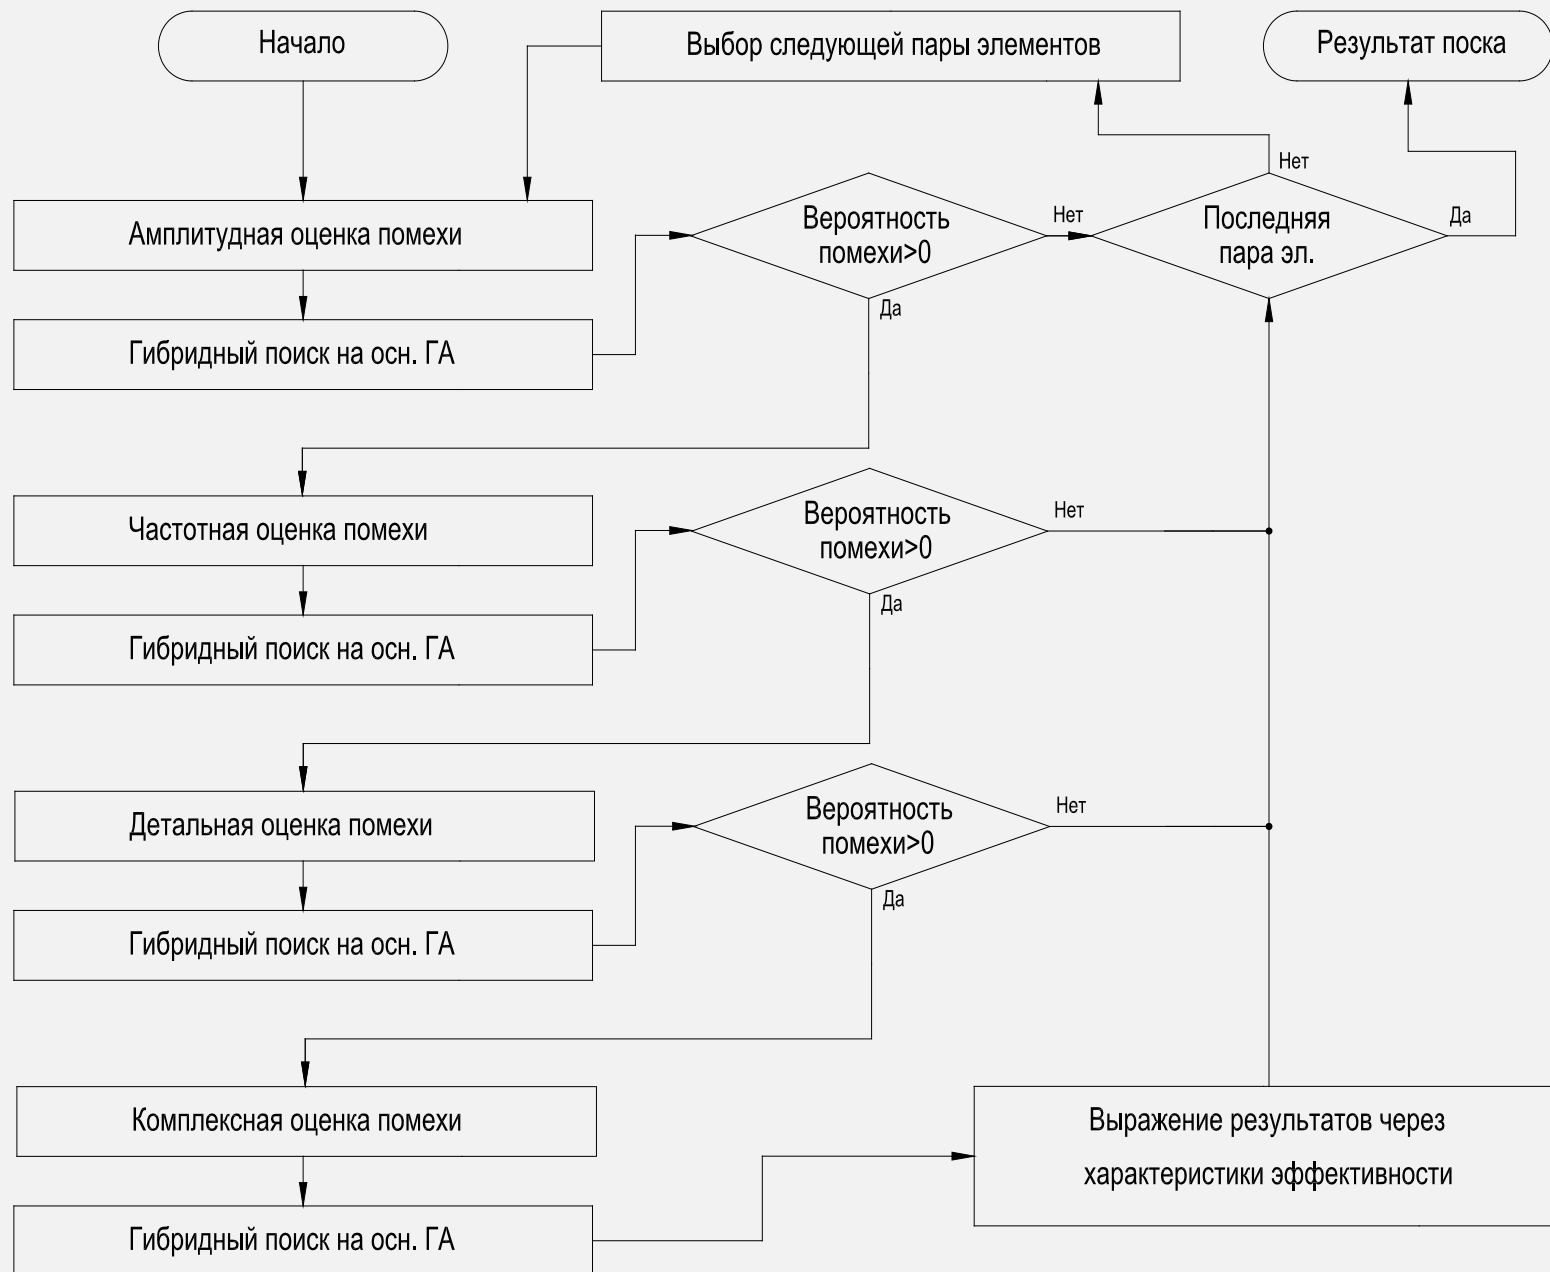 Начало
Выбор следующей пары элементов
Результат поска
Нет
Амплитудная оценка помехи
Вероятность
помехи>0
Нет
Последняя
пара эл.
Да
Да
Гибридный поиск на осн. ГА
Частотная оценка помехи
Вероятность
помехи>0
Нет
Да
Гибридный поиск на осн. ГА
Детальная оценка помехи
Вероятность
помехи>0
Нет
Да
Гибридный поиск на осн. ГА
Комплексная оценка помехи
Выражение результатов через
характеристики эффективности
Гибридный поиск на осн. ГА